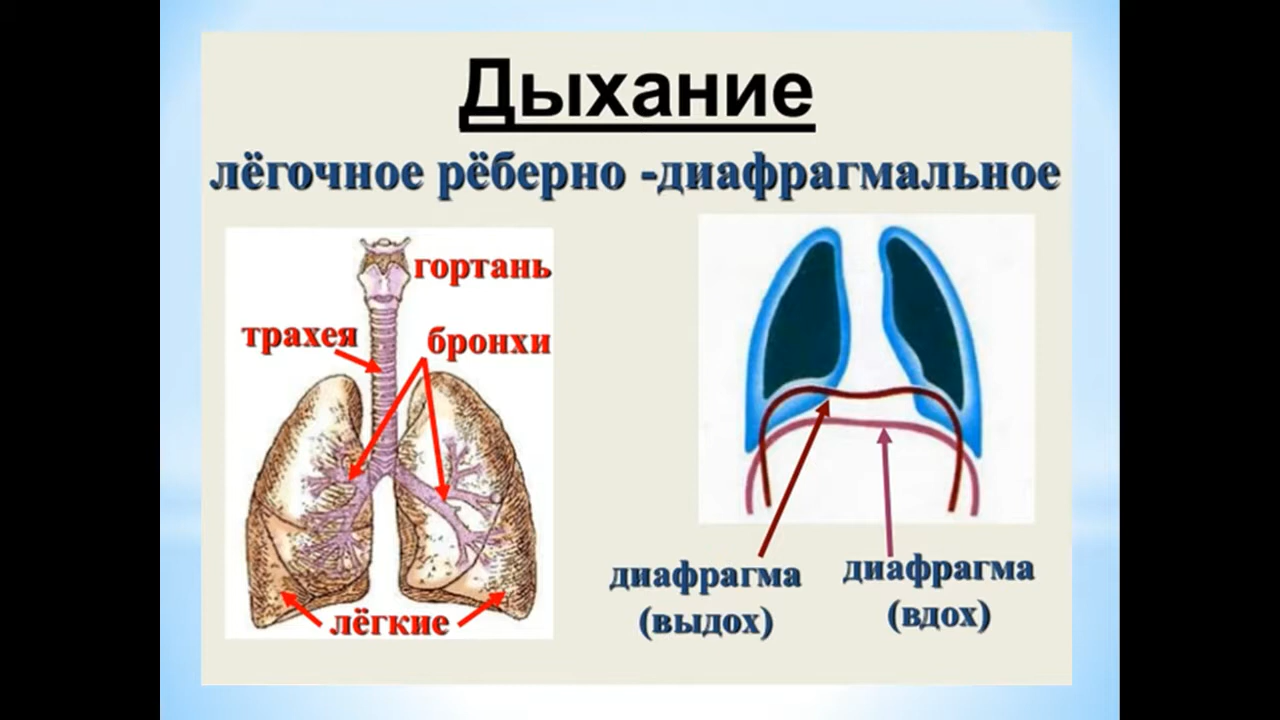 Дыхание
лёгочное рёберно -диафрагмальное
гортань
трахея
бронхи
лёгкие
диафрагма
(выдох)
диафрагма
(вдох)